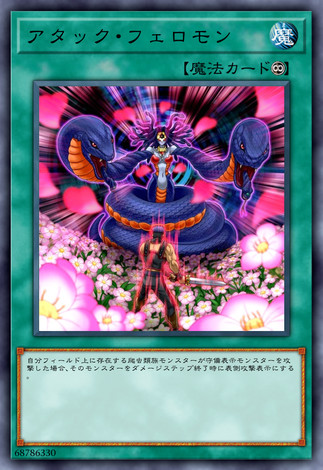 アタック・フェロモン
魔
【魔法カード】
自分フィールド上に存在する爬虫類族モンスターが守備表示モンスターを攻
撃した場合、そのモンスターをダメージステップ終了時に表側攻撃表示にする
。
68786330